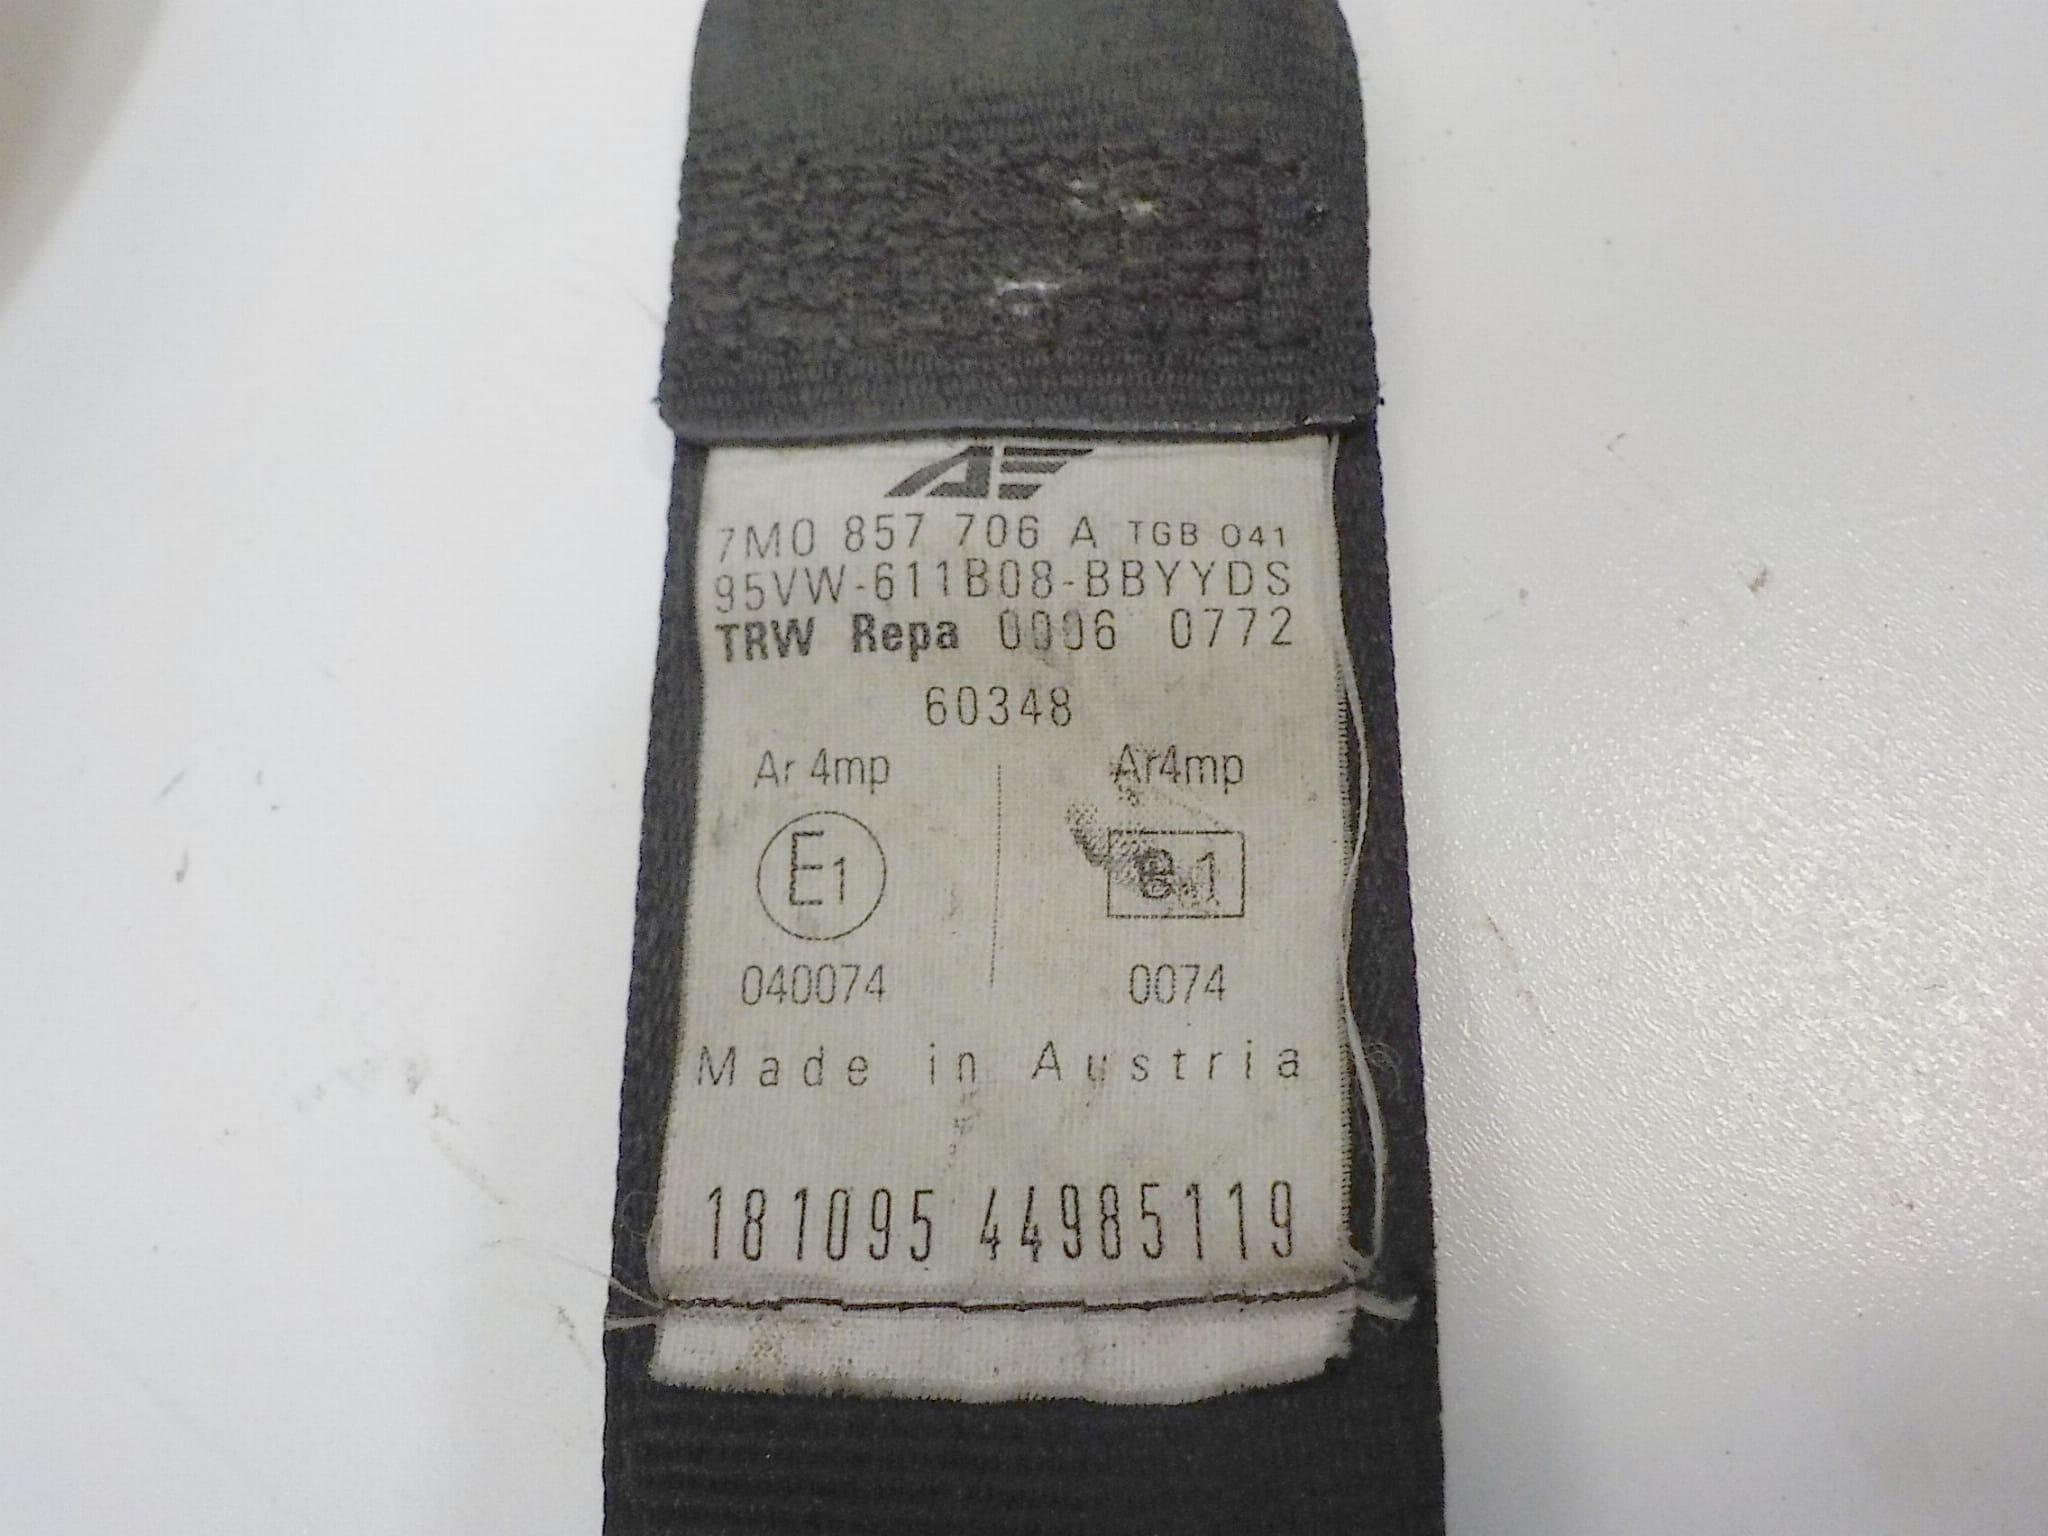 AE
7M0 857 706 A TGB 041
95VW-611B08-BBYYDS
TRW Repa 0006 0772
60348
Ar 4mp Ar4mp
E1 e1
040074 0074
Made in Austria
181095 44985119